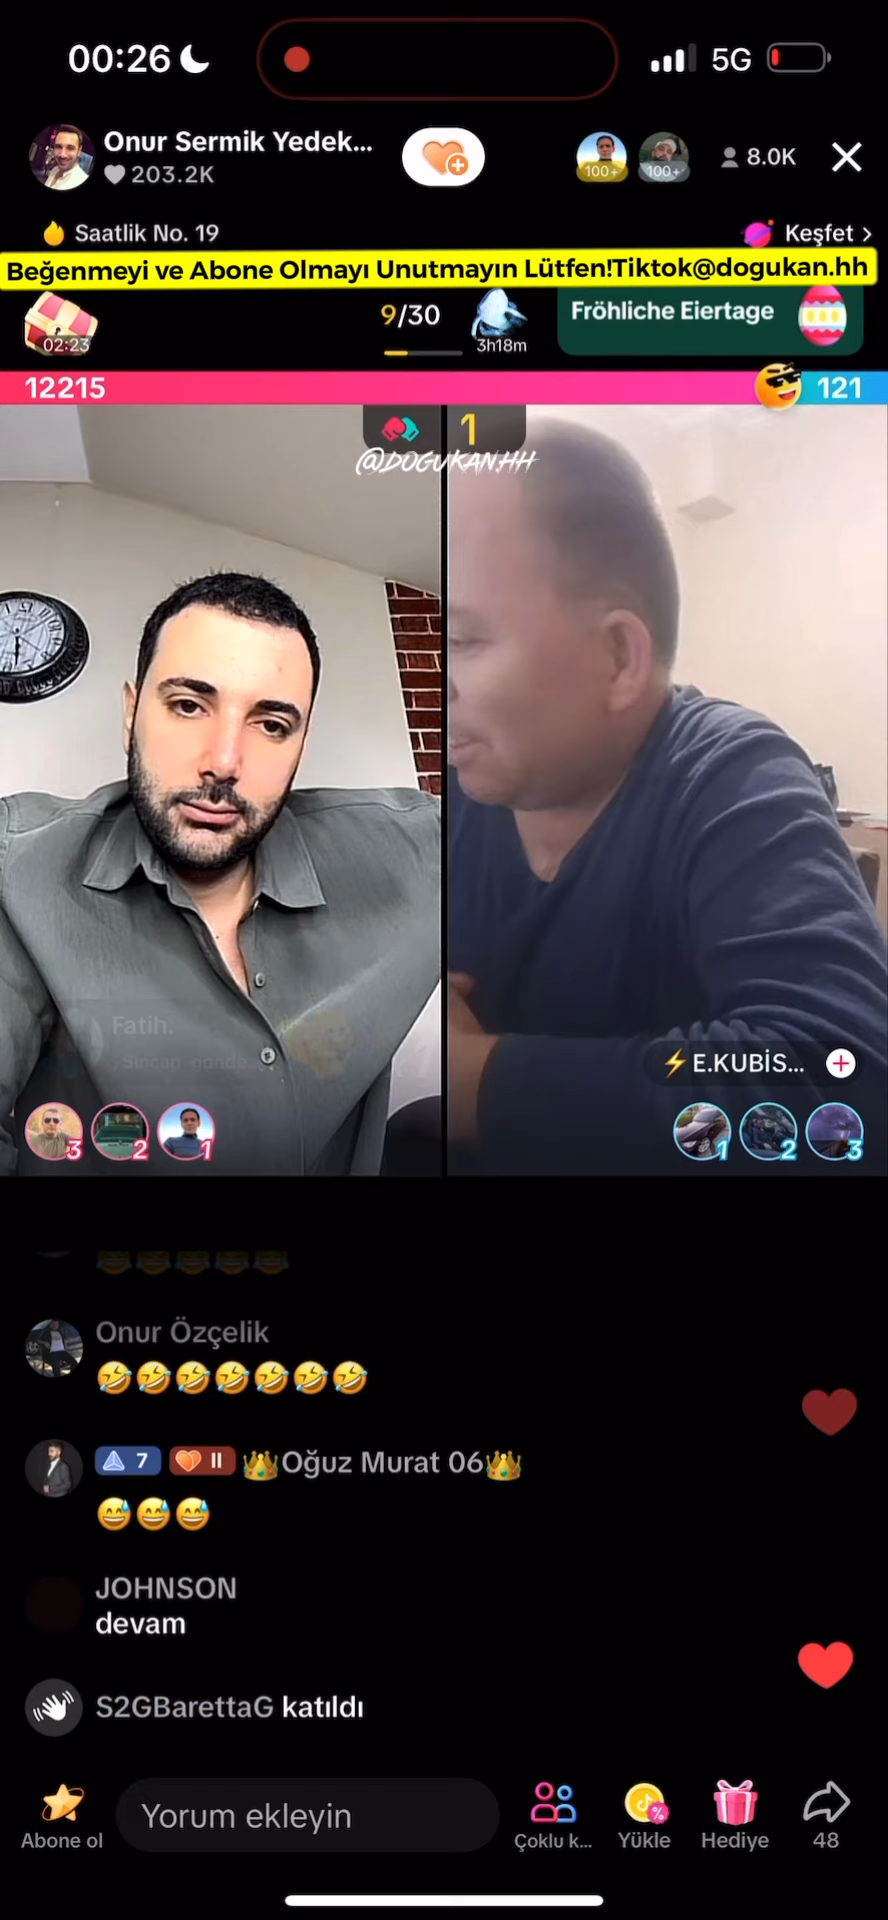 00:26
5G
Onur Sermik Yedek...
203.2K
100+
100+
8.0K
Saatlik No. 19
Keşfet >
Beğenmeyi ve Abone Olmayı Unutmayın Lütfen!Tiktok@dogukan.hh
02:23
9/30
3h18m
Fröhliche Eiertage
12215
121
1
@DOGUKAN.HH
Fatih.
E.KUBİS...
3
2
1
1
2
3
Onur Özçelik
7
II
Oğuz Murat 06
JOHNSON
devam
S2GBarettaG katıldı
Abone ol
Yorum ekleyin
Çoklu k...
Yükle
Hediye
48